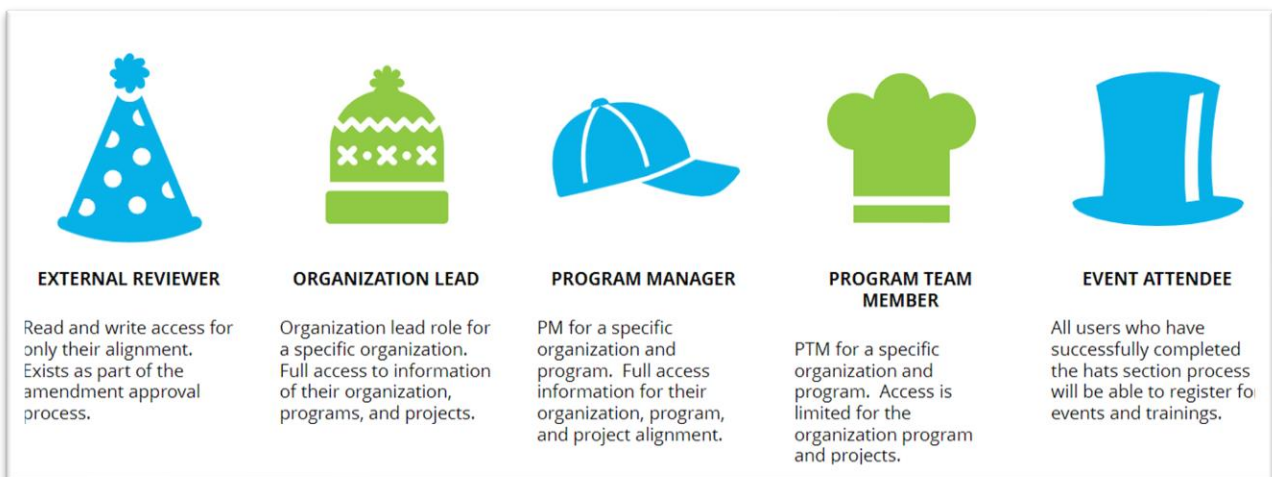 EXTERNAL REVIEWER
Read and write access for
only their alignment.
Exists as part of the
amendment approval
process.
ORGANIZATION LEAD
Organization lead role for
a specific organization.
Full access to information
of their organization,
programs, and projects.
PROGRAM MANAGER
PM for a specific
organization and
program. Full access
information for their
organization, program,
and project alignment.
PROGRAM TEAM
MEMBER
PTM for a specific
organization and
program. Access is
limited for the
organization program
and projects.
EVENT ATTENDEE
All users who have
successfully completed
the hats section process
will be able to register for
events and trainings.